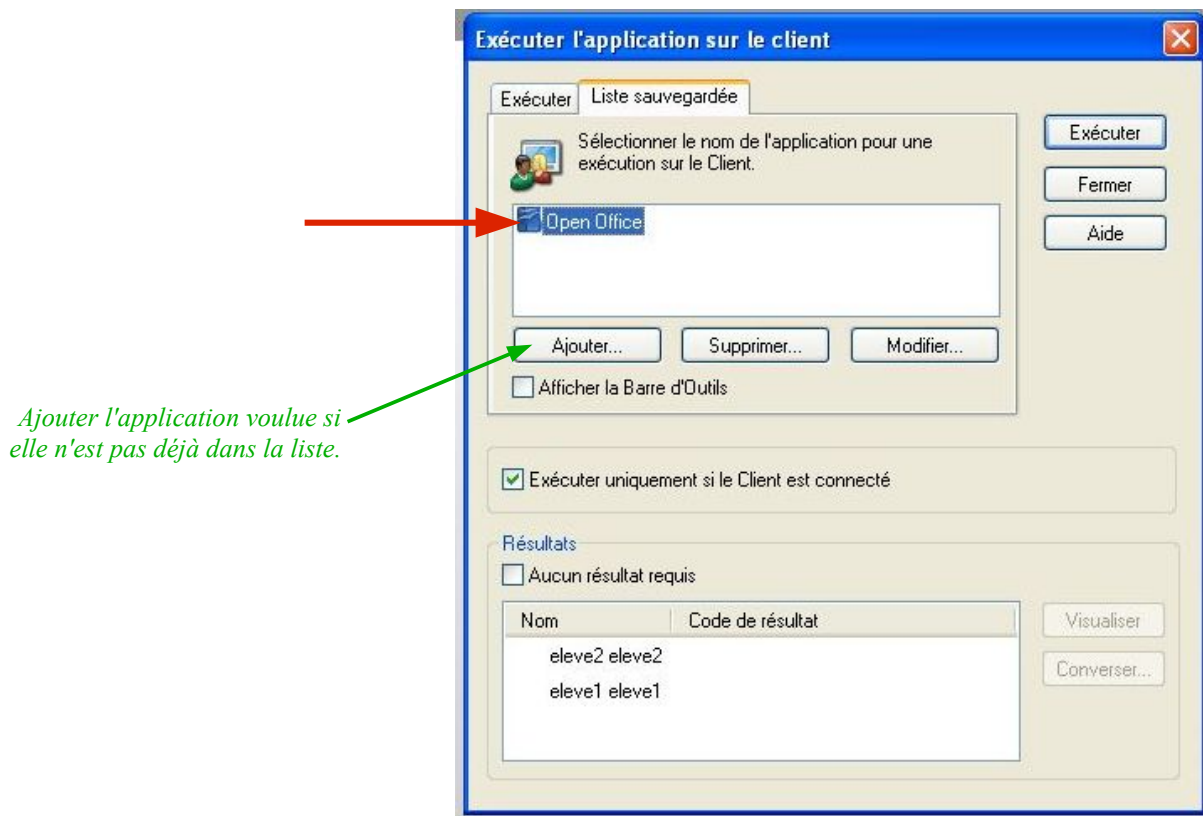 Exécuter l'application sur le client
Exécuter
Liste sauvegardée
Sélectionner le nom de l'application pour une
exécution sur le Client.
Exécuter
Fermer
Aide
Open Office
Ajouter...
Supprimer...
Modifier...
Afficher la Barre d'Outils
Ajouter l'application voulue si
elle n'est pas déjà dans la liste.
Exécuter uniquement si le Client est connecté
Résultats
Aucun résultat requis
Nom
Code de résultat
eleve2 eleve2
eleve1 eleve1
Visualiser
Converser...